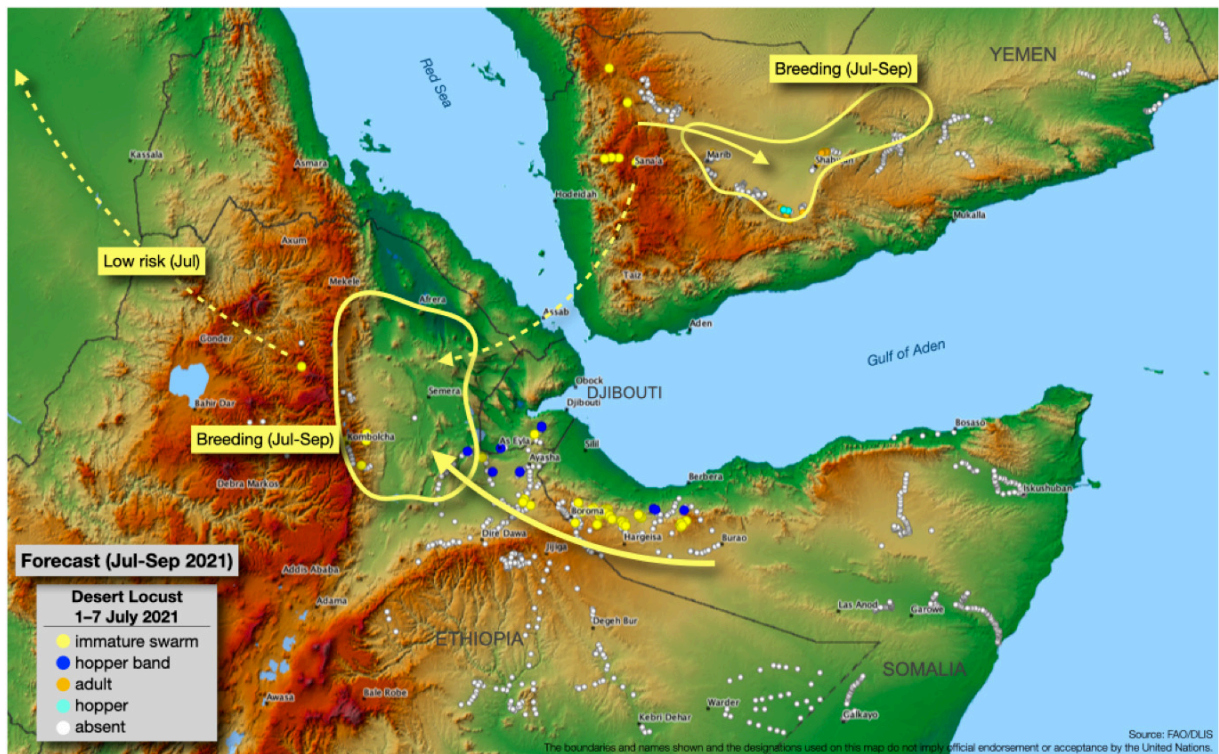 YEMEN
Breeding (Jul-Sep)
Red Sea
Kassala
Asmara
Sana'a
Marib
Shabwah
Hodeidah
Mukalla
Axum
Low risk (Jul)
Mekele
Taiz
Afrera
Assab
Aden
Gonder
Gulf of Aden
Semera
Obock
DJIBOUTI
Bahir Dar
Djibouti
Breeding (Jul-Sep)
Kombolcha
As Eyla
Silil
Bosaso
Ayasha
Debra Markos
Berbera
Iskushuban
Boroma
Dire Dawa
Hargeisa
Burao
Jijiga
Forecast (Jul-Sep 2021)
Addis Ababa
Desert Locust
1–7 July 2021
Adama
Las Anod
Garowe
immature swarm
Degeh Bur
ETHIOPIA
hopper band
SOMALIA
adult
Awasa
Bale Robe
hopper
Warder
Kebri Dehar
Galkayo
absent
Source: FAO/DLIS
The boundaries and names shown and the designations used on this map do not imply official endorsement or acceptance by the United Nations.